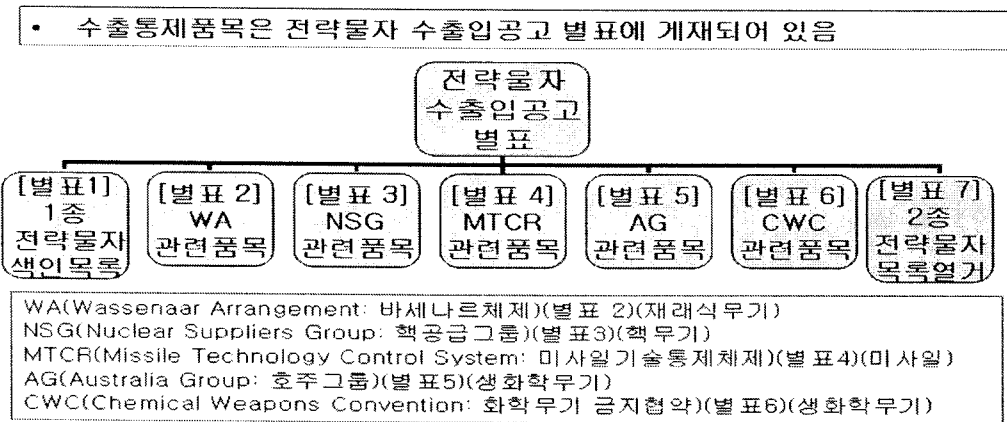 • 수출통제품목은 전략물자 수출입공고 별표에 게재되어 있음
전략물자
수출입공고
별표
[별표1]
1종
전략물자
색인목록
[별표 2]
WA
관련품목
[별표 3]
NSG
관련품목
[별표 4]
MTCR
관련품목
[별표 5]
AG
관련품목
[별표 6]
CWC
관련품목
[별표 7]
2종
전략물자
목록열거
WA(Wassenaar Arrangement: 바세나르체제)(별표 2)(재래식무기)
NSG(Nuclear Suppliers Group: 핵공급그룹)(별표3)(핵무기)
MTCR(Missile Technology Control System: 미사일기술통제체제)(별표4)(미사일)
AG(Australia Group: 호주그룹)(별표5)(생화학무기)
CWC(Chemical Weapons Convention: 화학무기 금지협약)(별표6)(생화학무기)